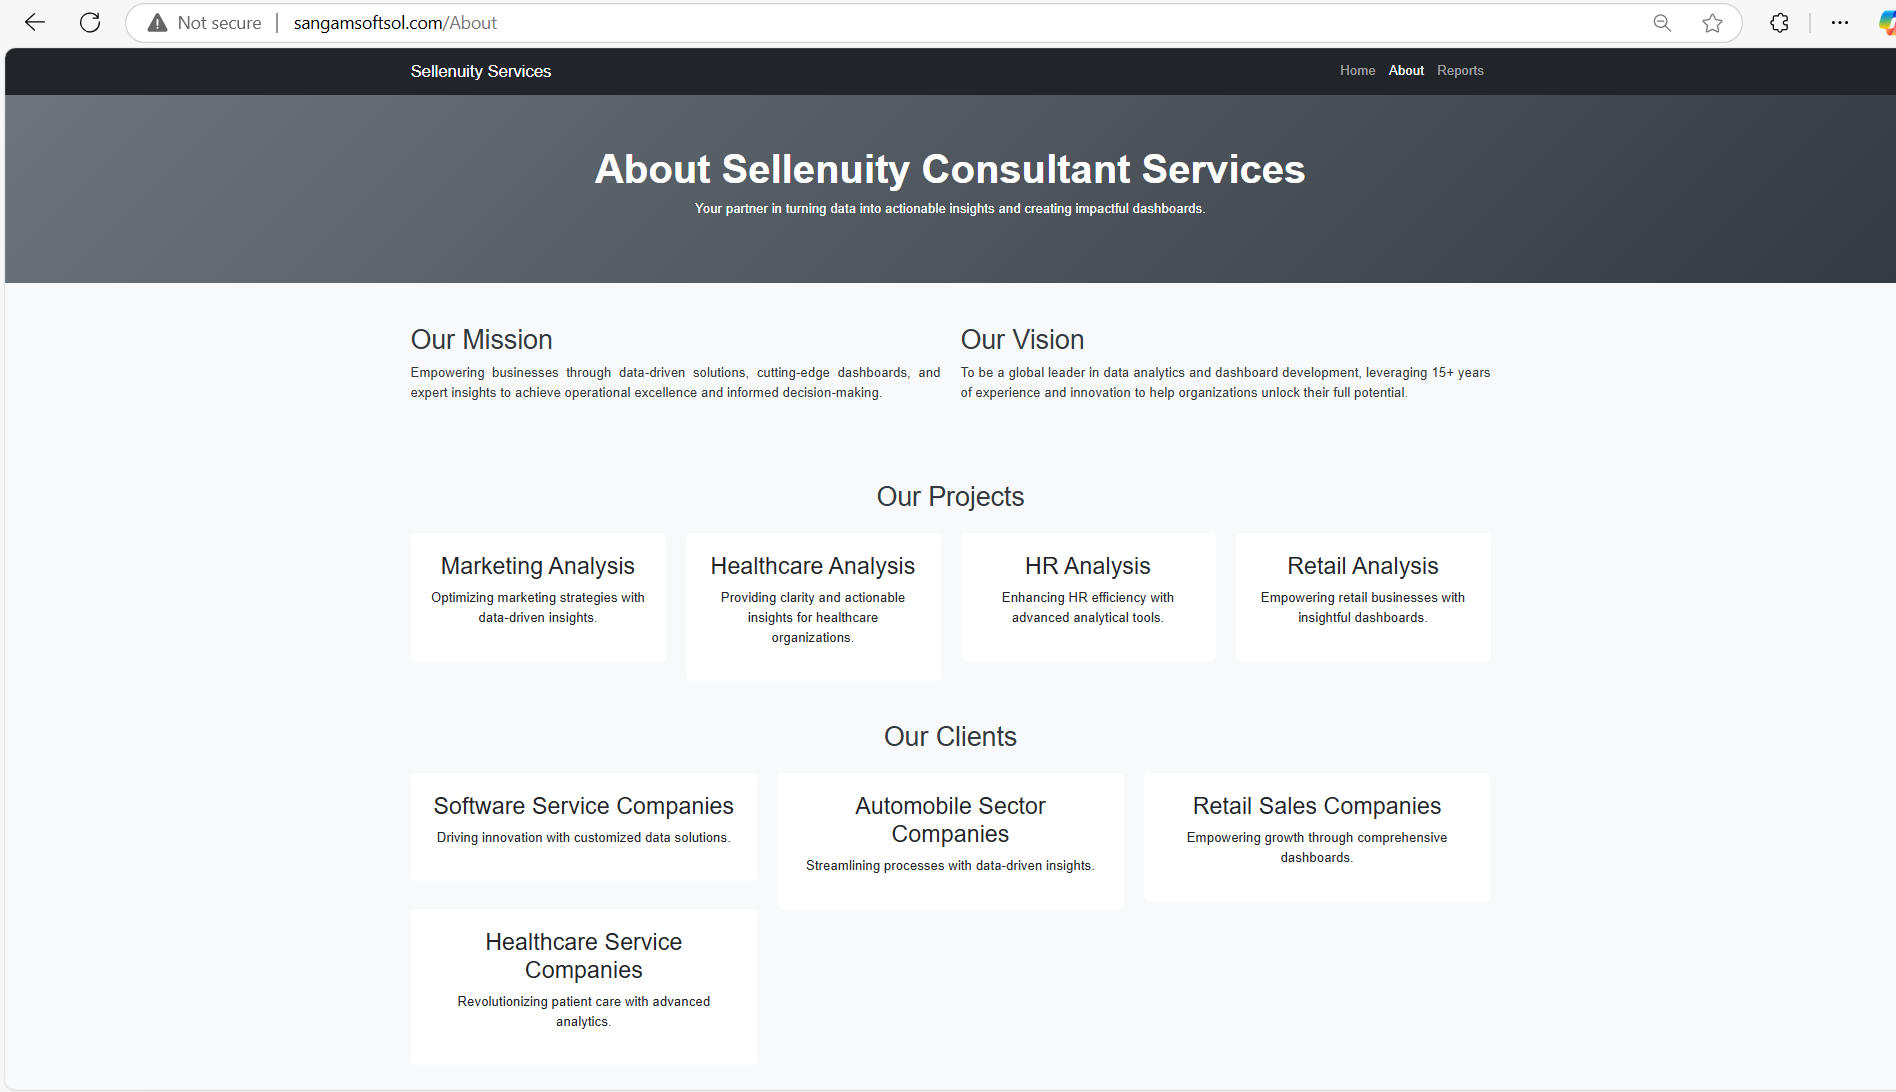 Not secure
sangamsoftsol.com/About
Sellenuity Services
Home About Reports
About Sellenuity Consultant Services
Your partner in turning data into actionable insights and creating impactful dashboards.
Our Mission
Empowering businesses through data-driven solutions, cutting-edge dashboards, and
expert insights to achieve operational excellence and informed decision-making.
Our Vision
To be a global leader in data analytics and dashboard development, leveraging 15+ years
of experience and innovation to help organizations unlock their full potential.
Our Projects
Marketing Analysis
Optimizing marketing strategies with
data-driven insights.
Healthcare Analysis
Providing clarity and actionable
insights for healthcare
organizations.
HR Analysis
Enhancing HR efficiency with
advanced analytical tools.
Retail Analysis
Empowering retail businesses with
insightful dashboards.
Our Clients
Software Service Companies
Driving innovation with customized data solutions.
Automobile Sector
Companies
Streamlining processes with data-driven insights.
Retail Sales Companies
Empowering growth through comprehensive
dashboards.
Healthcare Service
Companies
Revolutionizing patient care with advanced
analytics.